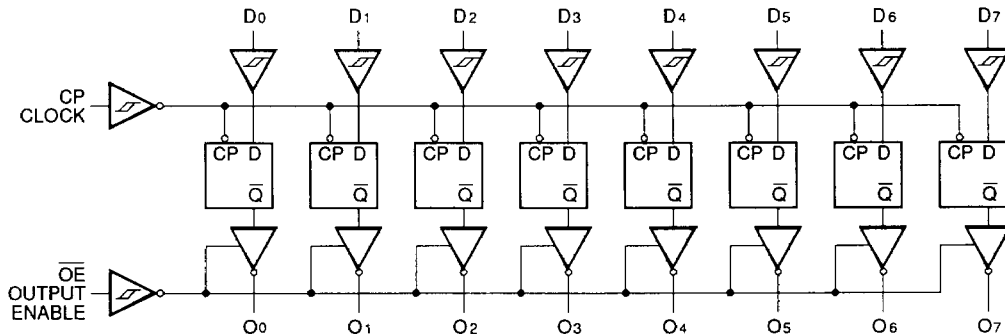 D0 D1 D2 D3 D4 D5 D6 D7
CP
CLOCK
CP D CP D CP D CP D CP D CP D CP D CP D
Q̅ Q̅ Q̅ Q̅ Q̅ Q̅ Q̅ Q̅
O̅E̅
OUTPUT
ENABLE
O0 O1 O2 O3 O4 O5 O6 O7